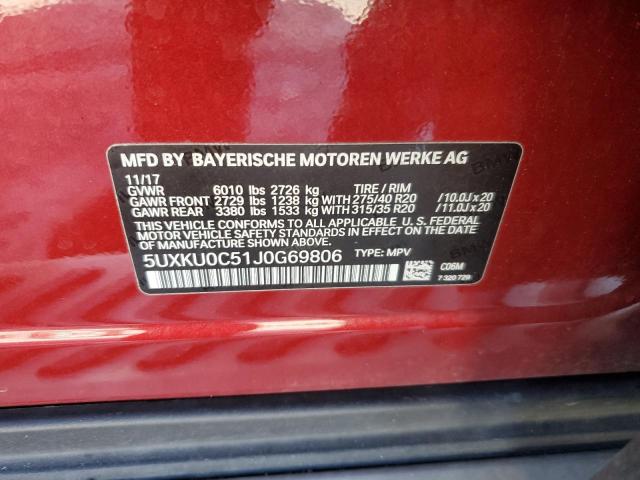 MFD BY BAYERISCHE MOTOREN WERKE AG
11/17
GVWR 6010 lbs 2726 kg TIRE / RIM
GAWR FRONT 2729 lbs 1238 kg WITH 275/40 R20 /10.0J x 20
GAWR REAR 3380 lbs 1533 kg WITH 315/35 R20 /11.0J x 20
THIS VEHICLE CONFORMS TO ALL APPLICABLE U.S. FEDERAL
MOTOR VEHICLE SAFETY STANDARDS IN EFFECT ON THE DATE
OF MANUFACTURE SHOWN ABOVE.
5UXKU0C51J0G69806 TYPE: MPV C06M
7 320 729